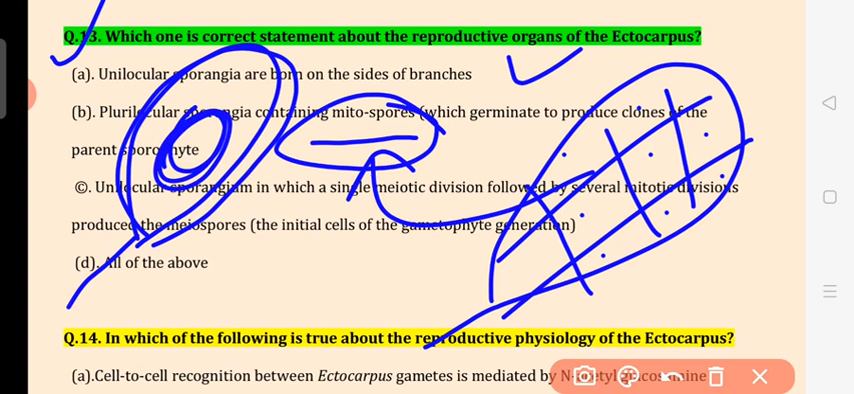 Q.13. Which one is correct statement about the reproductive organs of the Ectocarpus?
(a). Unilocular sporangia are born on the sides of branches
(b). Plurilocular sporangia containing mito-spores (which germinate to produce clones of the
parent sporophyte
©. Unilocular sporangium in which a single meiotic division followed by several mitotic divisions
produced the meiospores (the initial cells of the gametophyte generation)
(d). All of the above
Q.14. In which of the following is true about the reproductive physiology of the Ectocarpus?
(a).Cell-to-cell recognition between Ectocarpus gametes is mediated by